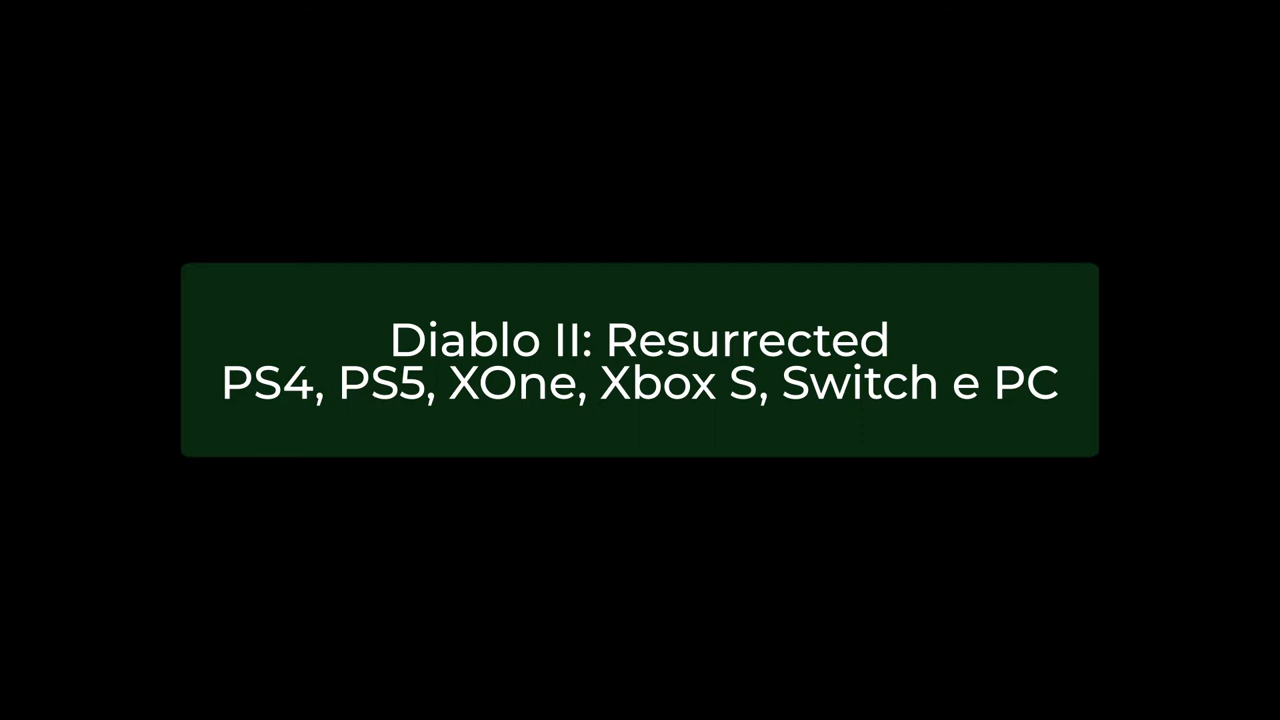 Diablo II: Resurrected
PS4, PS5, XOne, Xbox S, Switch e PC